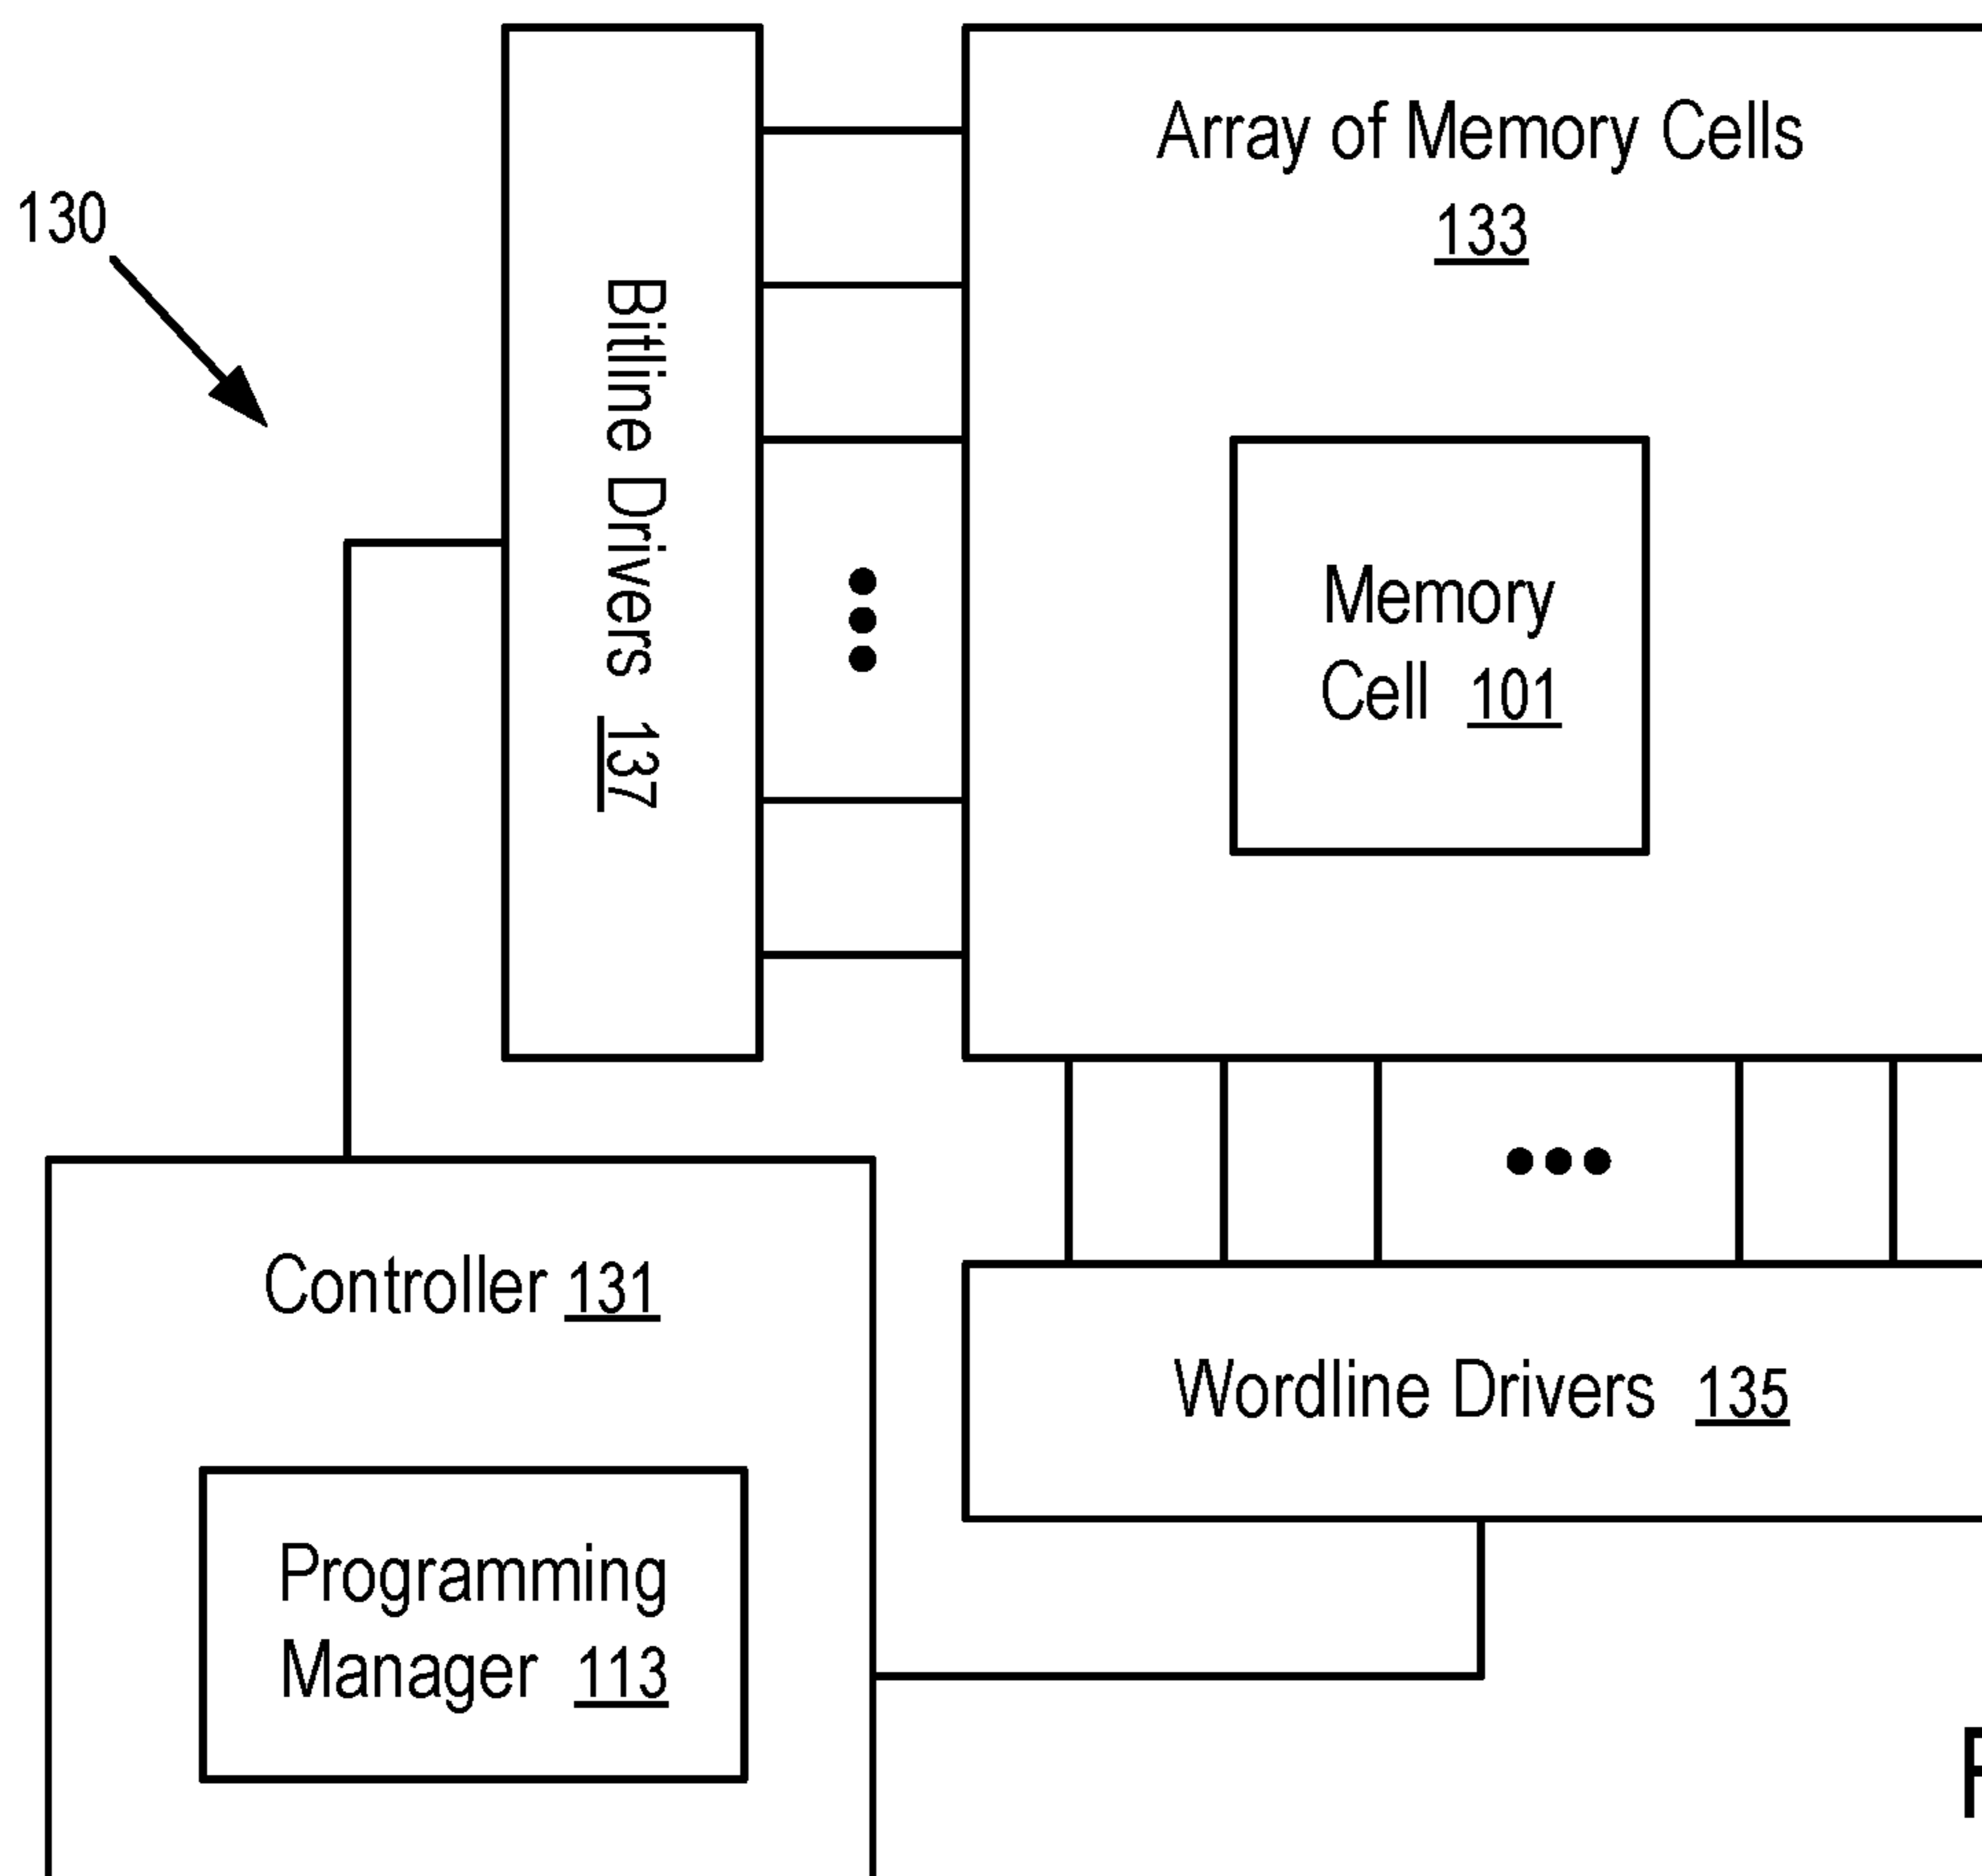 130
Bitline Drivers 137
Array of Memory Cells
133
Memory
Cell 101
Controller 131
Programming
Manager 113
Wordline Drivers 135